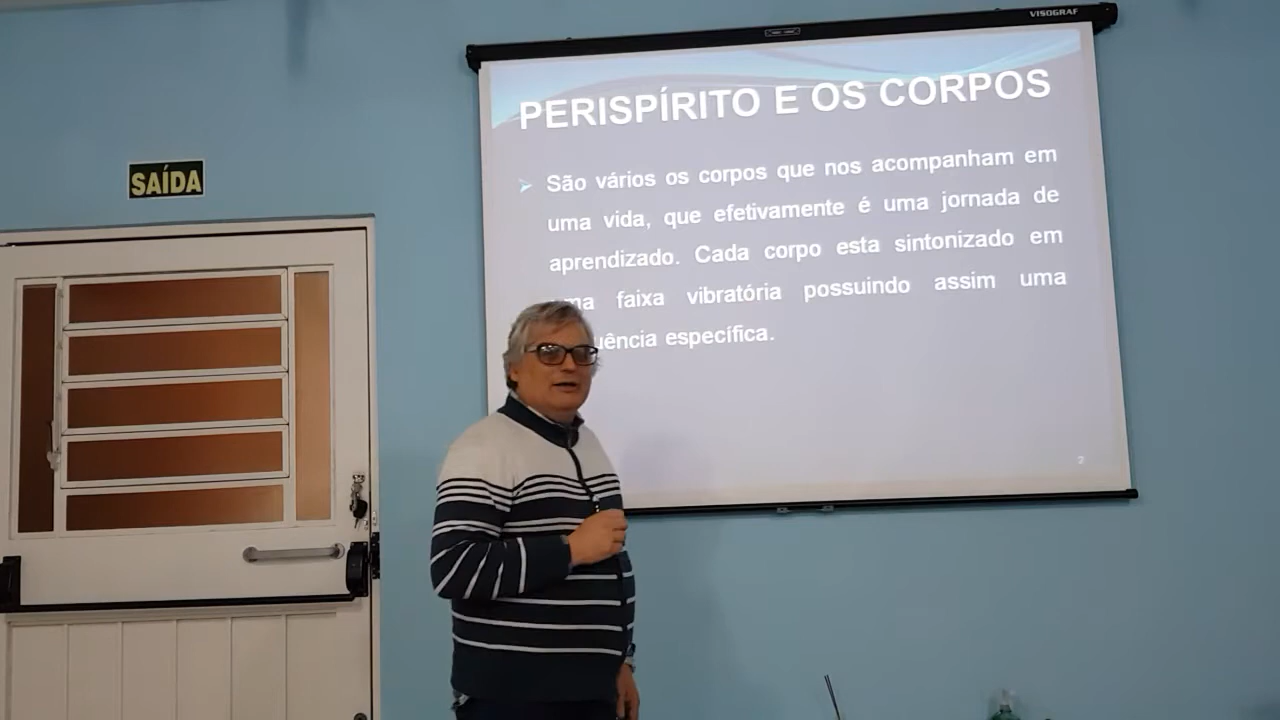 VISOGRAF
PERISPÍRITO E OS CORPOS
São vários os corpos que nos acompanham em
uma vida, que efetivamente é uma jornada de
aprendizado. Cada corpo esta sintonizado em
faixa vibratória possuindo assim uma
específica.
2
SAÍDA